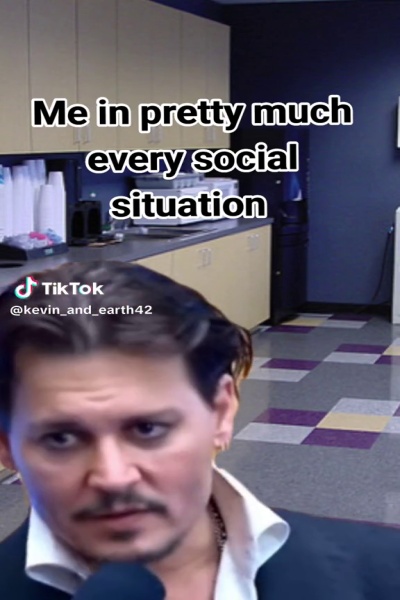 Me in pretty much
every social
situation
TikTok
@kevin_and_earth42